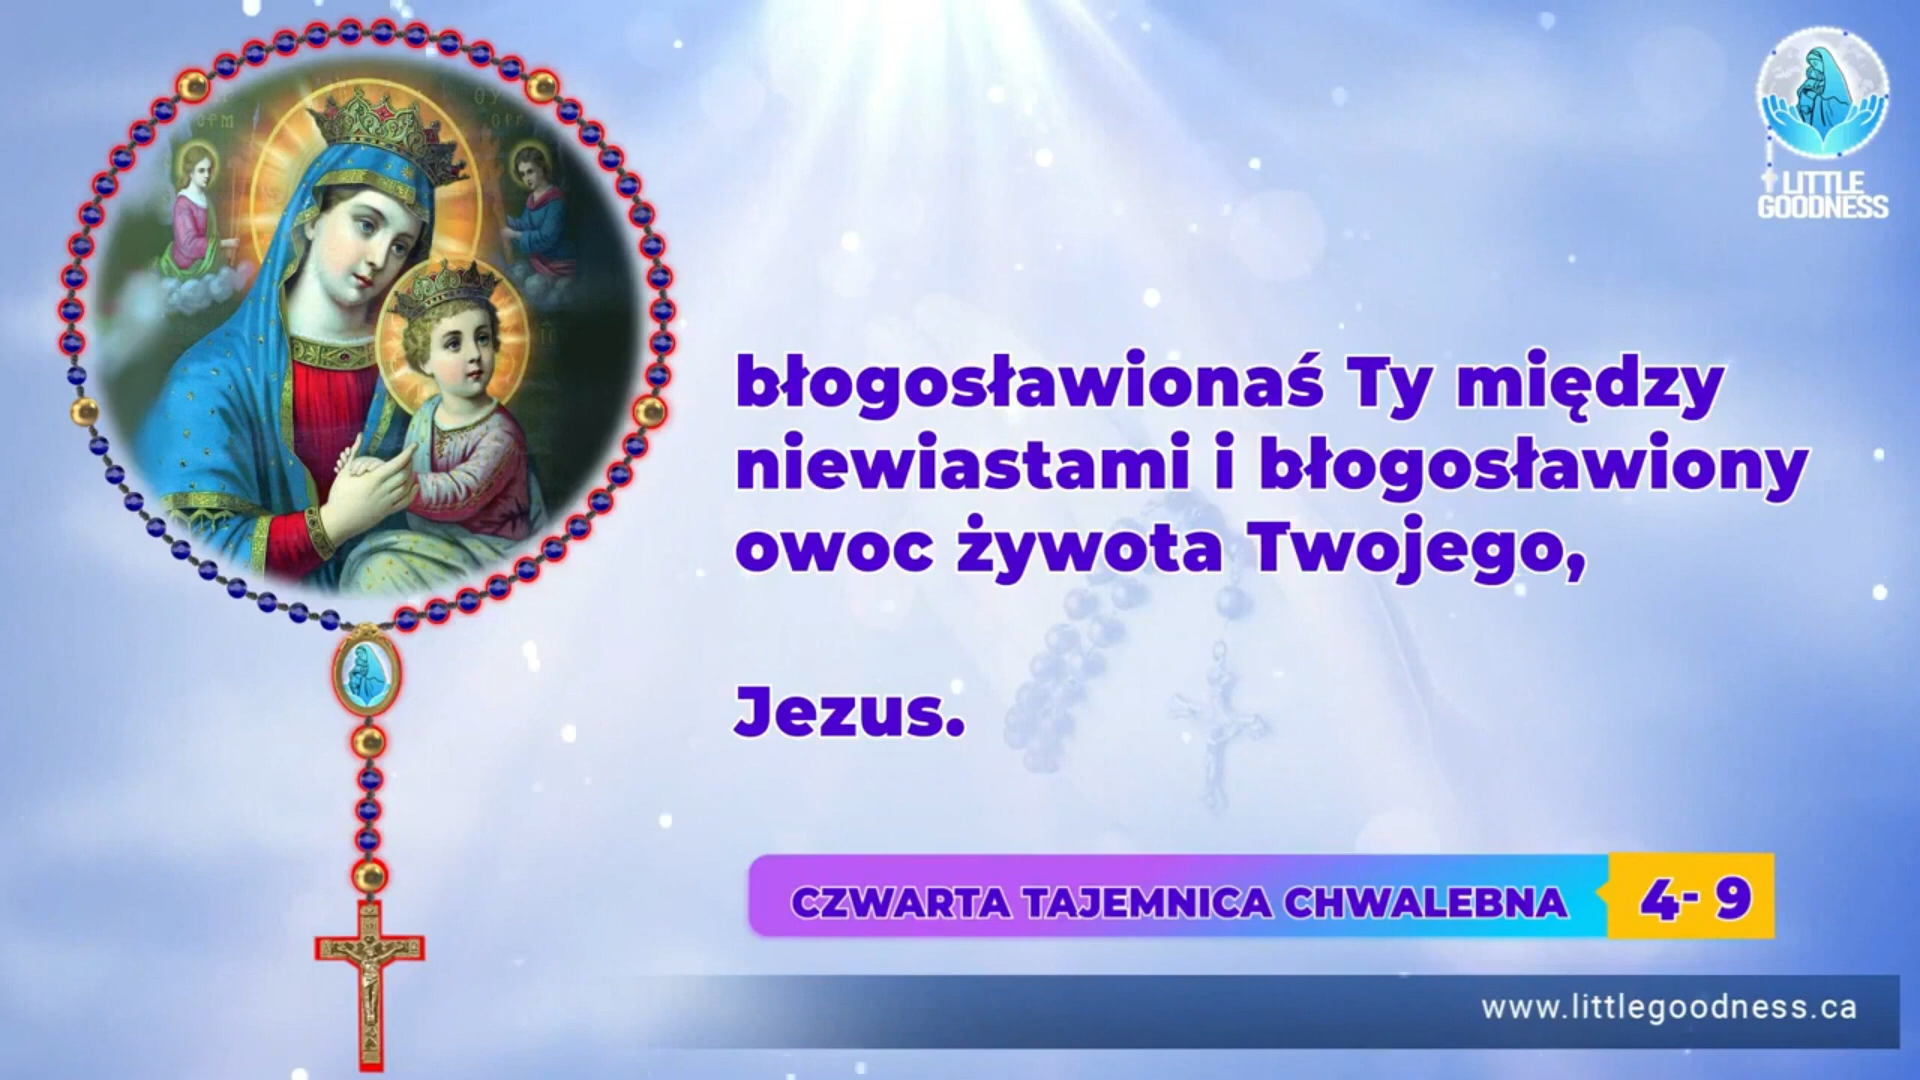 LITTLE
GOODNESS
błogosławionaś Ty między
niewiastami i błogosławiony
owoc żywota Twojego,
Jezus.
CZWARTA TAJEMNICA CHWALEBNA
4- 9
www.littlegoodness.ca